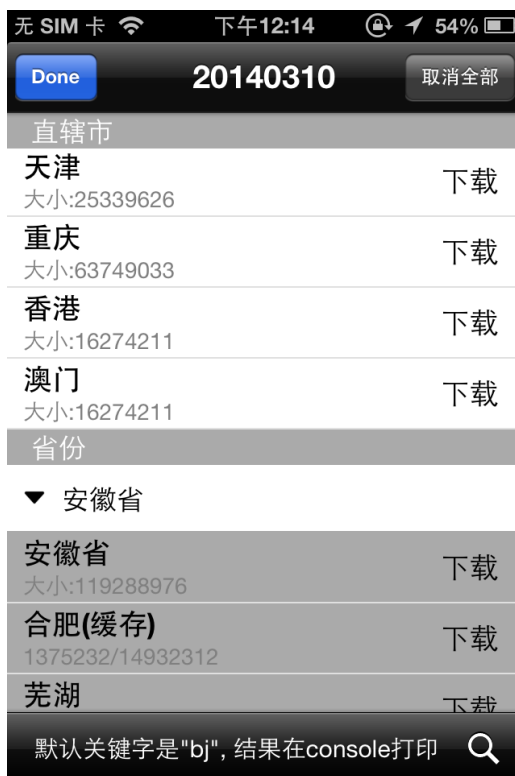 无 SIM 卡 下午12:14 54%
Done 20140310 取消全部
直辖市
天津
大小:25339626
下载
重庆
大小:63749033
下载
香港
大小:16274211
下载
澳门
大小:16274211
下载
省份
安徽省
安徽省
大小:119288976
下载
合肥(缓存)
1375232/14932312
下载
芜湖
下载
默认关键字是"bj", 结果在console打印